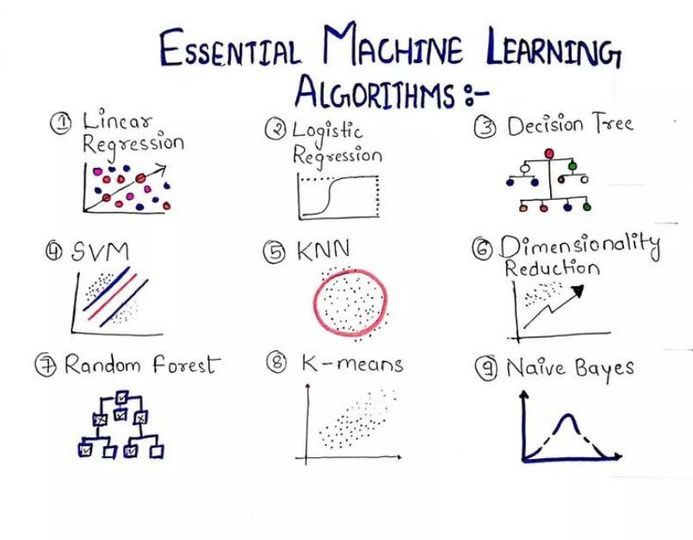 ESSENTIAL MACHINE LEARNING
ALGORITHMS :-
① Linear
Regression
② Logistic
Regression
③ Decision Tree
④ SVM
⑤ KNN
⑥ Dimensionality
Reduction
⑦ Random Forest
⑧ K-means
⑨ Naive Bayes